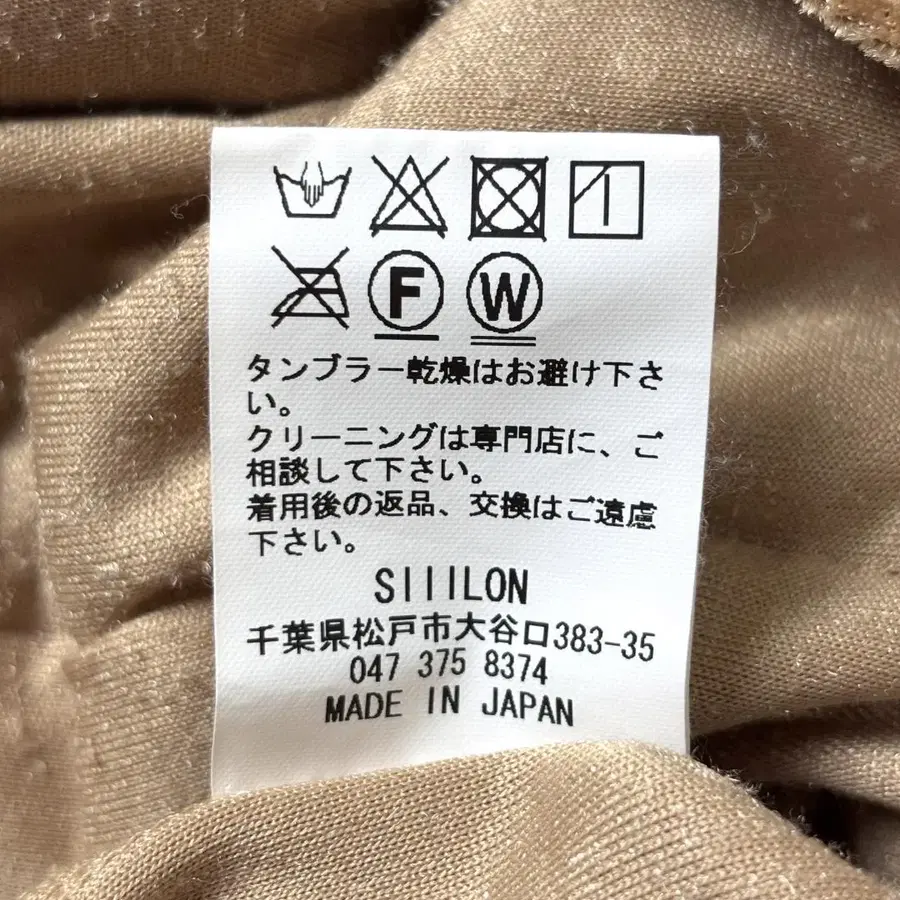 F W
タンブラー乾燥はお避け下さ
い。
クリーニングは専門店に、ご
相談して下さい。
着用後の返品、交換はご遠慮
下さい。
SIIILON
千葉県松戸市大谷口383-35
047 375 8374
MADE IN JAPAN